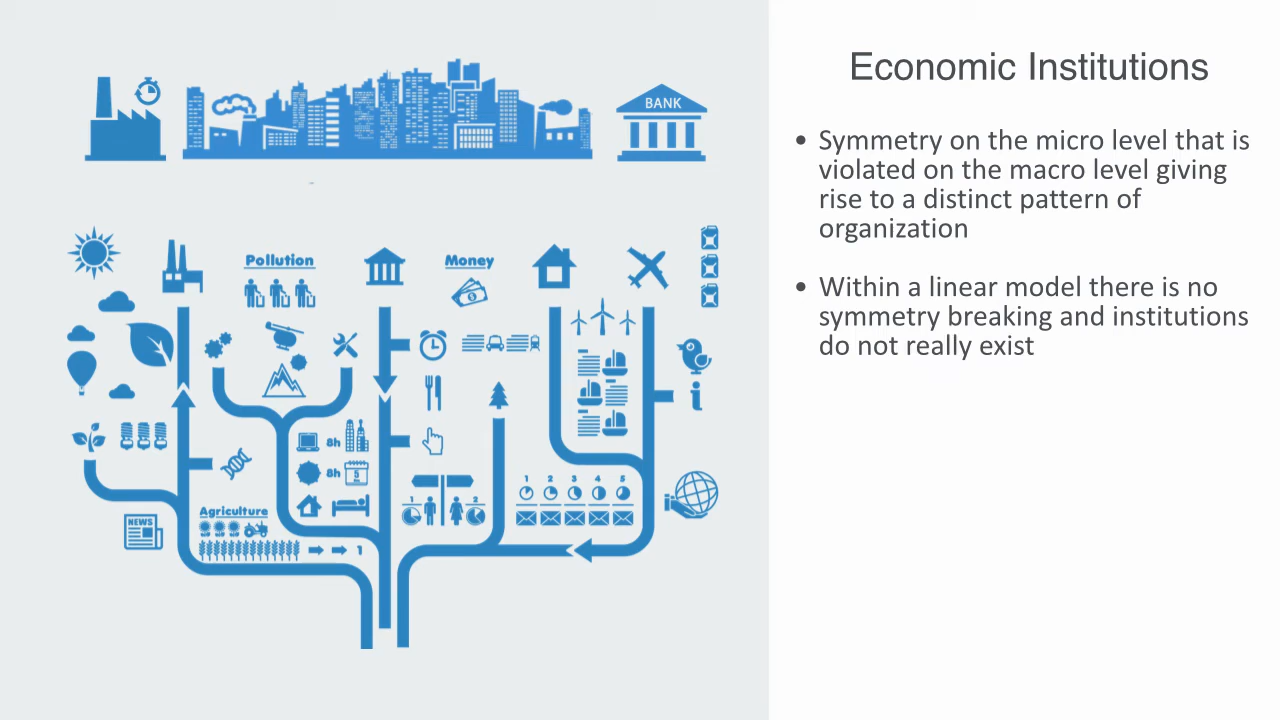 Economic Institutions
• Symmetry on the micro level that is
violated on the macro level giving
rise to a distinct pattern of
organization
• Within a linear model there is no
symmetry breaking and institutions
do not really exist
BANK
Pollution
Money
8h
8h
5
1
2
1 2 3 4 5
Agriculture
1
NEWS
i